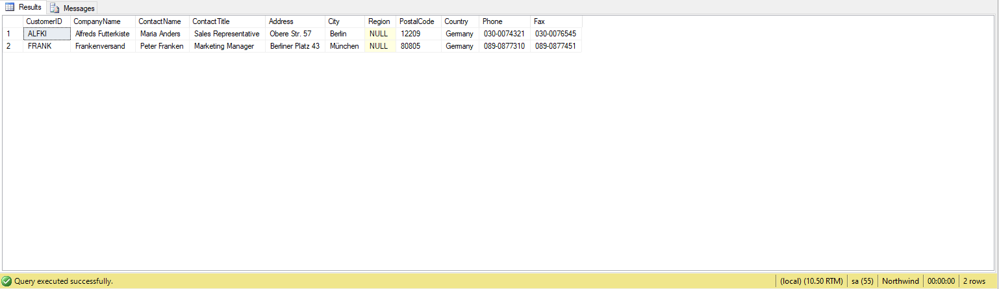 Results Messages
CustomerID CompanyName ContactName ContactTitle Address City Region PostalCode Country Phone Fax
1 ALFKI Alfreds Futterkiste Maria Anders Sales Representative Obere Str. 57 Berlin NULL 12209 Germany 030-0074321 030-0076545
2 FRANK Frankenversand Peter Franken Marketing Manager Berliner Platz 43 München NULL 80805 Germany 089-0877310 089-0877451
Query executed successfully. (local) (10.50 RTM) sa (55) Northwind 00:00:00 2 rows